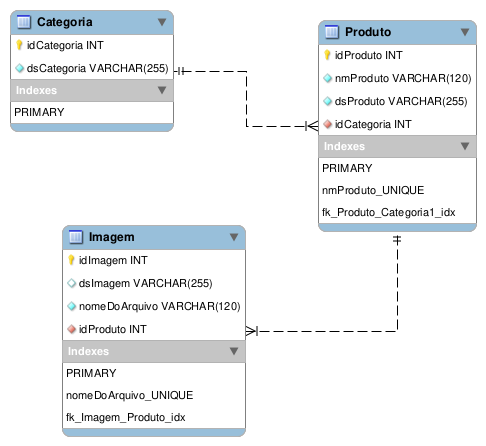 Categoria
idCategoria INT
dsCategoria VARCHAR(255)
Indexes
PRIMARY
Produto
idProduto INT
nmProduto VARCHAR(120)
dsProduto VARCHAR(255)
idCategoria INT
Indexes
PRIMARY
nmProduto_UNIQUE
fk_Produto_Categoria1_idx
Imagem
idImagem INT
dsImagem VARCHAR(255)
nomeDoArquivo VARCHAR(120)
idProduto INT
Indexes
PRIMARY
nomeDoArquivo_UNIQUE
fk_Imagem_Produto_idx